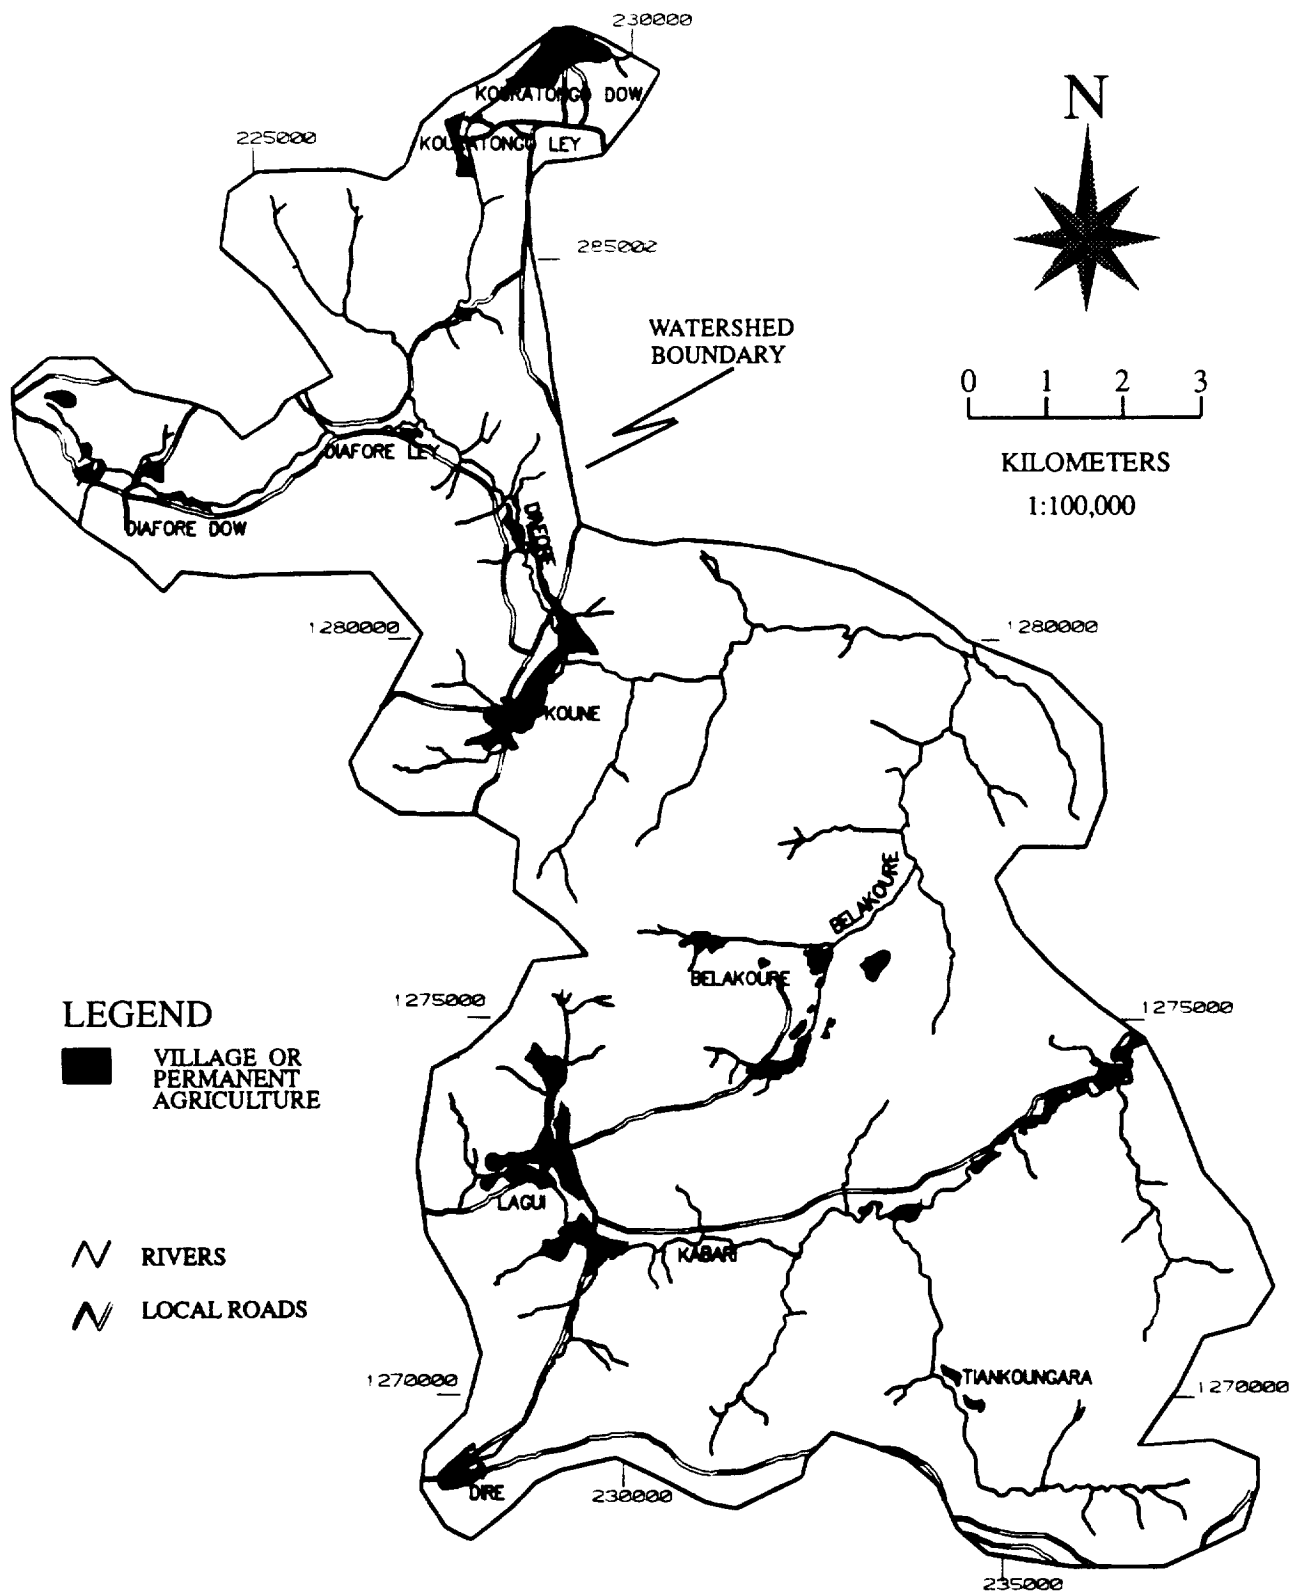 230000
KOURATONGO DOW
225000
KOURATONGO LEY
N
285002
WATERSHED
BOUNDARY
0 1 2 3
KILOMETERS
1:100,000
DIAFORE LEY
DIAFORE DOW
1280000
1280000
KOUNE
BELAKOURE
BELAKOURE
1275000
1275000
LEGEND
VILLAGE OR
PERMANENT
AGRICULTURE
LAGUI
KABARI
RIVERS
LOCAL ROADS
1270000
TIANKOUNGARA
1270000
DIRE
230000
235000